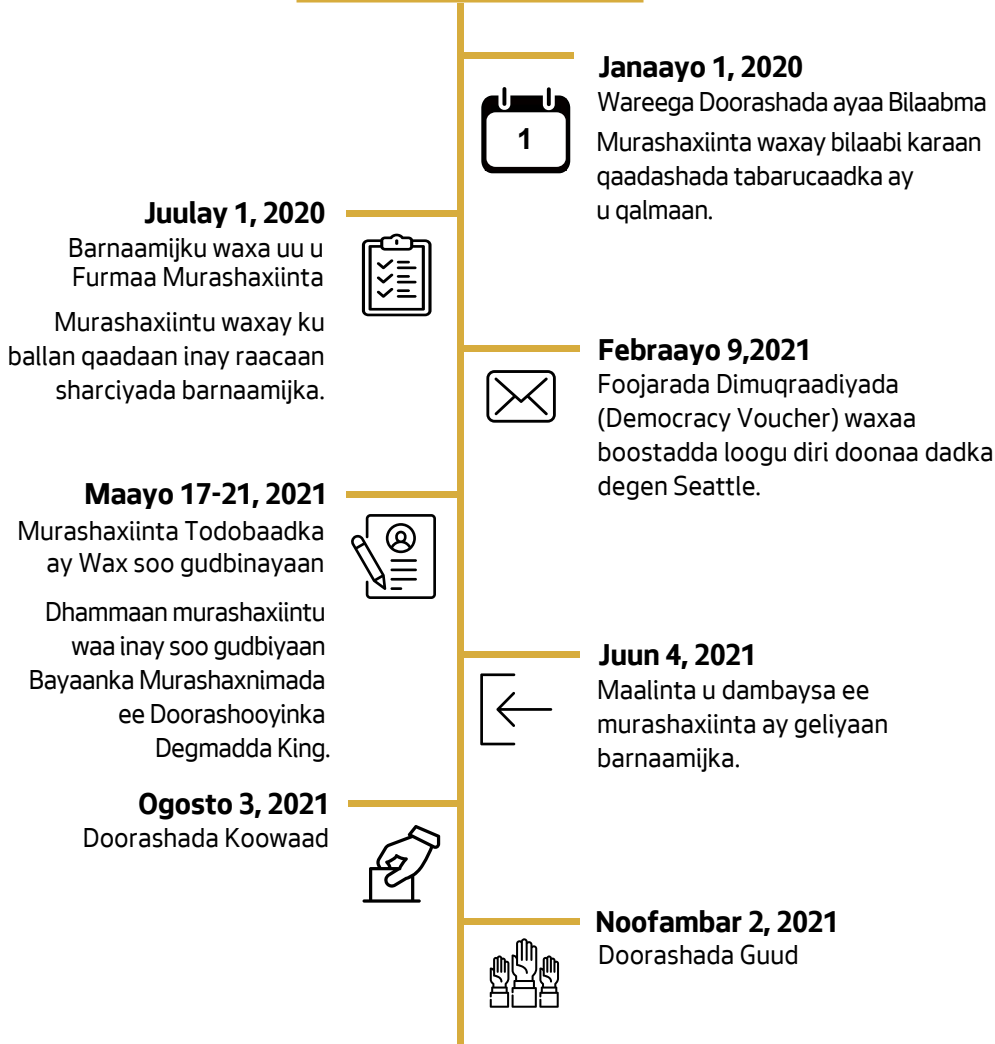 Janaayo 1, 2020
Wareega Doorashada ayaa Bilaabma
Murashaxiinta waxay bilaabi karaan
qaadashada tabarucaadka ay
u qalmaan.
1
Juulay 1, 2020
Barnaamijku waxa uu u
Furmaa Murashaxiinta
Murashaxiintu waxay ku
ballan qaadaan inay raacaan
sharciyada barnaamijka.
Febraayo 9,2021
Foojarada Dimuqraadiyada
(Democracy Voucher) waxaa
boostadda loogu diri doonaa dadka
degen Seattle.
Maayo 17-21, 2021
Murashaxiinta Todobaadka
ay Wax soo gudbinayaan
Dhammaan murashaxiintu
waa inay soo gudbiyaan
Bayaanka Murashaxnimada
ee Doorashooyinka
Degmadda King.
Juun 4, 2021
Maalinta u dambaysa ee
murashaxiinta ay geliyaan
barnaamijka.
Ogosto 3, 2021
Doorashada Koowaad
Noofambar 2, 2021
Doorashada Guud